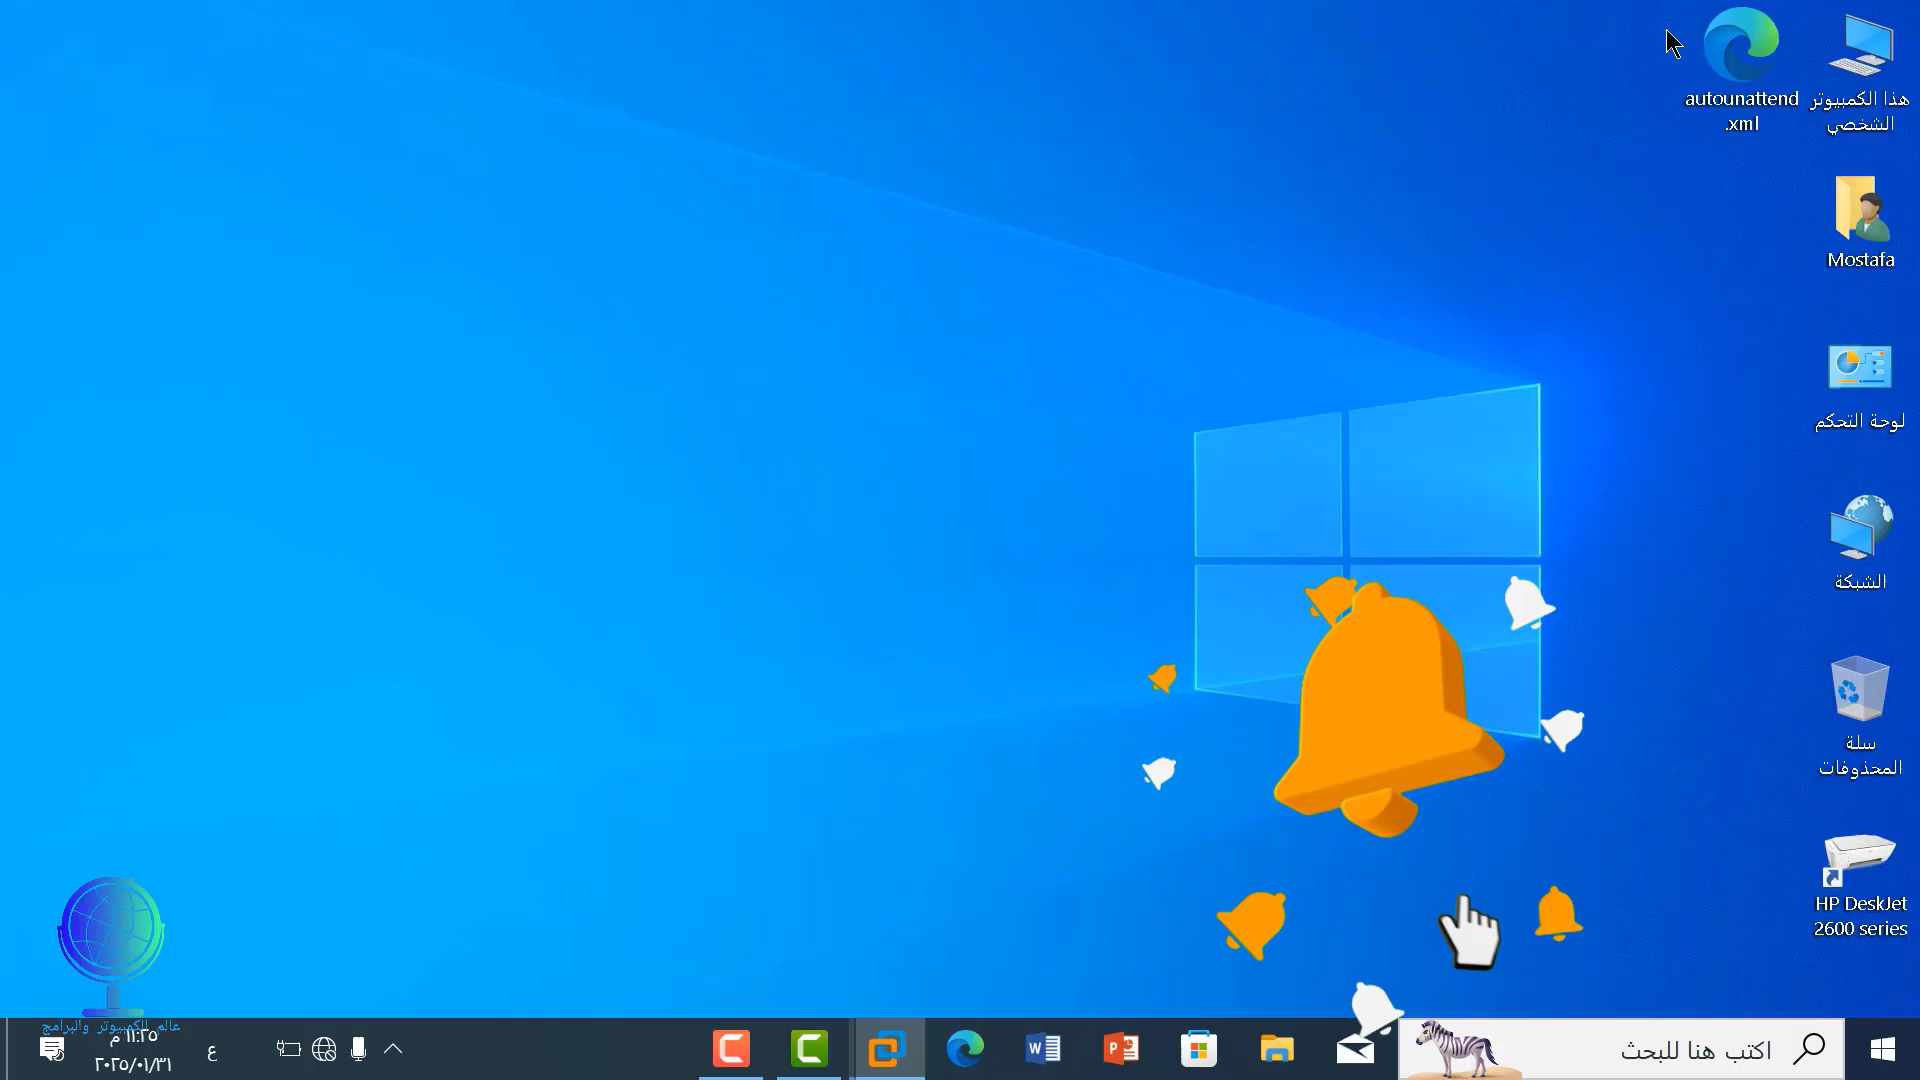 هذا الكمبيوتر
الشخصي
autounattend
.xml
Mostafa
لوحة التحكم
الشبكة
سلة
المحذوفات
HP DeskJet
2600 series
عالم الكمبيوتر والبرامج
اكتب هنا للبحث
ع
١١:٢٥ م
٢٠٢٥/٠١/٣١